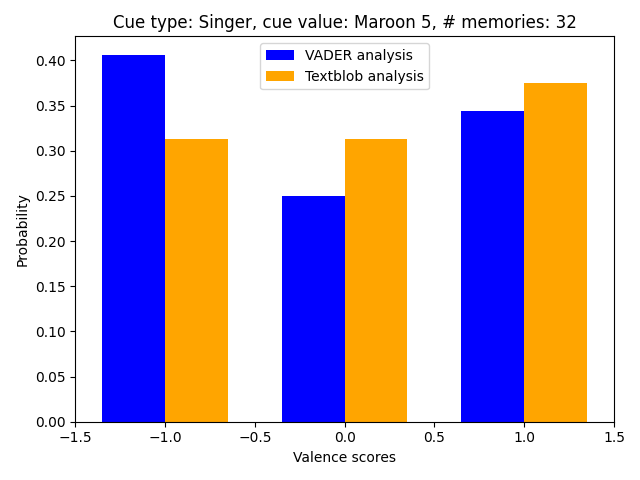 Cue type: Singer, cue value: Maroon 5, # memories: 32
VADER analysis
Textblob analysis
Probability
0.40
0.35
0.30
0.25
0.20
0.15
0.10
0.05
0.00
−1.5 −1.0 −0.5 0.0 0.5 1.0 1.5
Valence scores